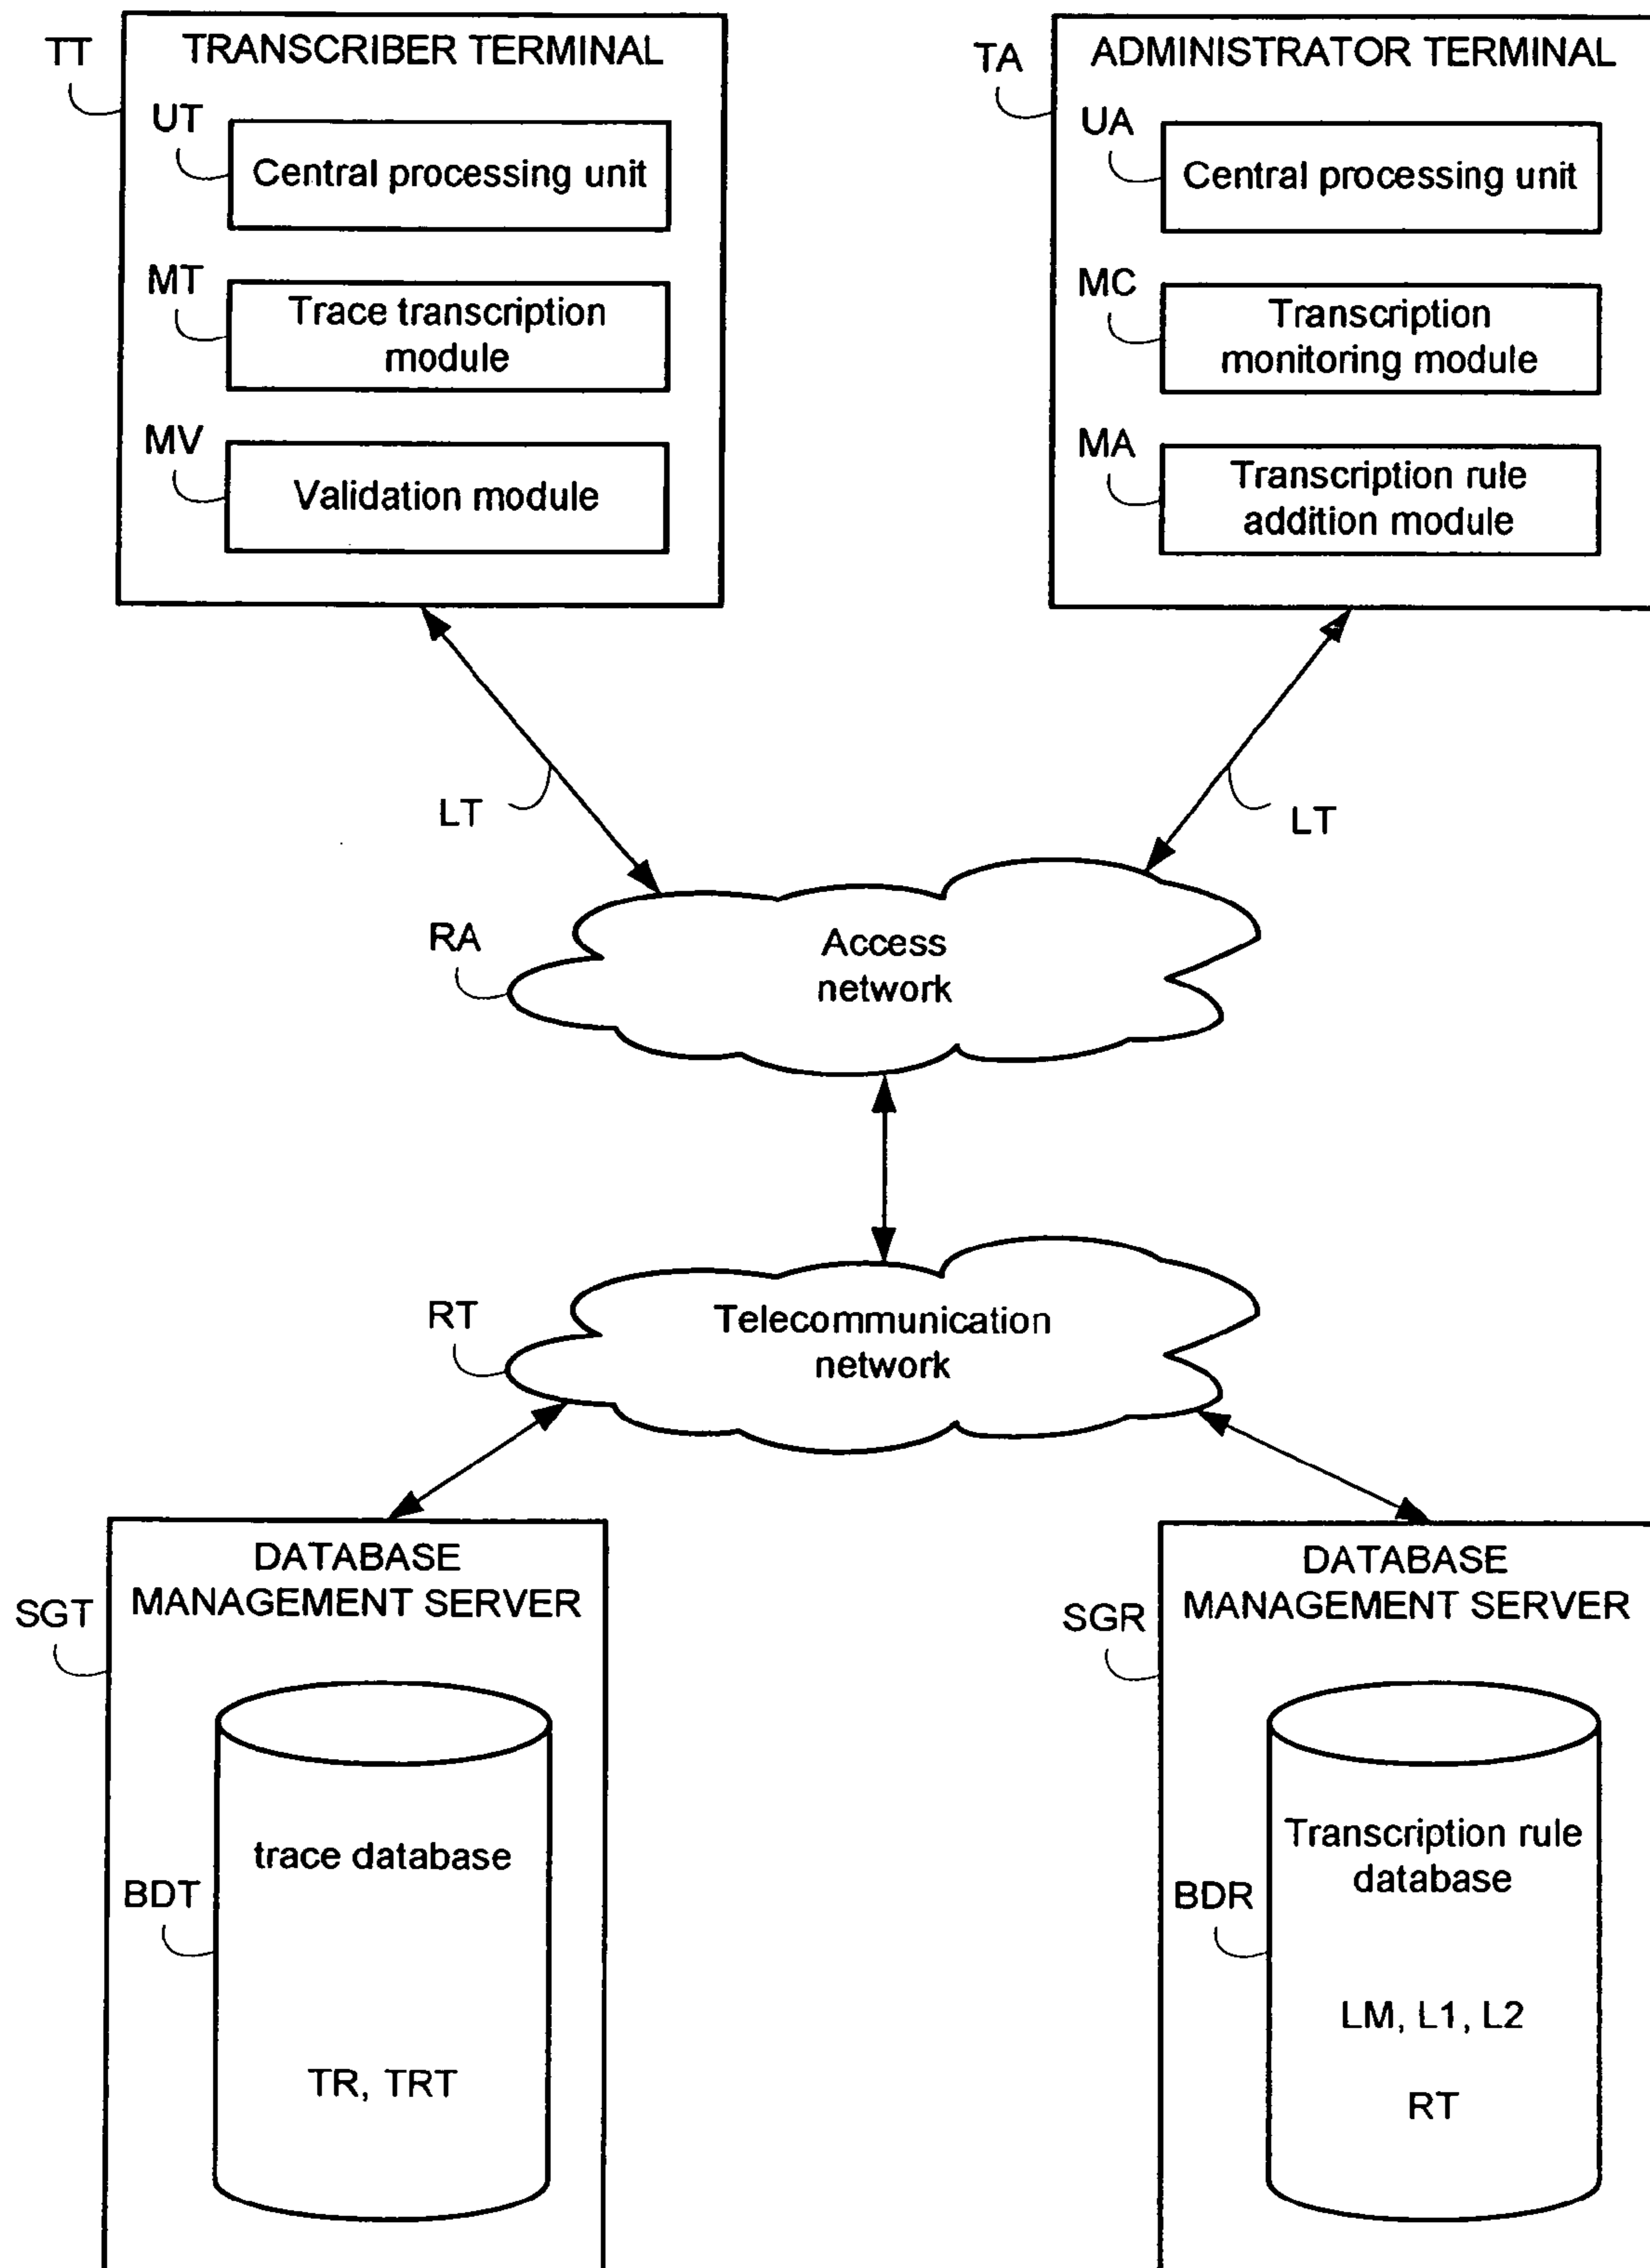 TRANSCRIBER TERMINAL
TT
UT
Central processing unit
MT
Trace transcription
module
MV
Validation module
ADMINISTRATOR TERMINAL
TA
UA
Central processing unit
MC
Transcription
monitoring module
MA
Transcription rule
addition module
LT
LT
RA
Access
network
RT
Telecommunication
network
DATABASE
MANAGEMENT SERVER
SGT
trace database
BDT
TR, TRT
DATABASE
MANAGEMENT SERVER
SGR
Transcription rule
database
BDR
LM, L1, L2
RT